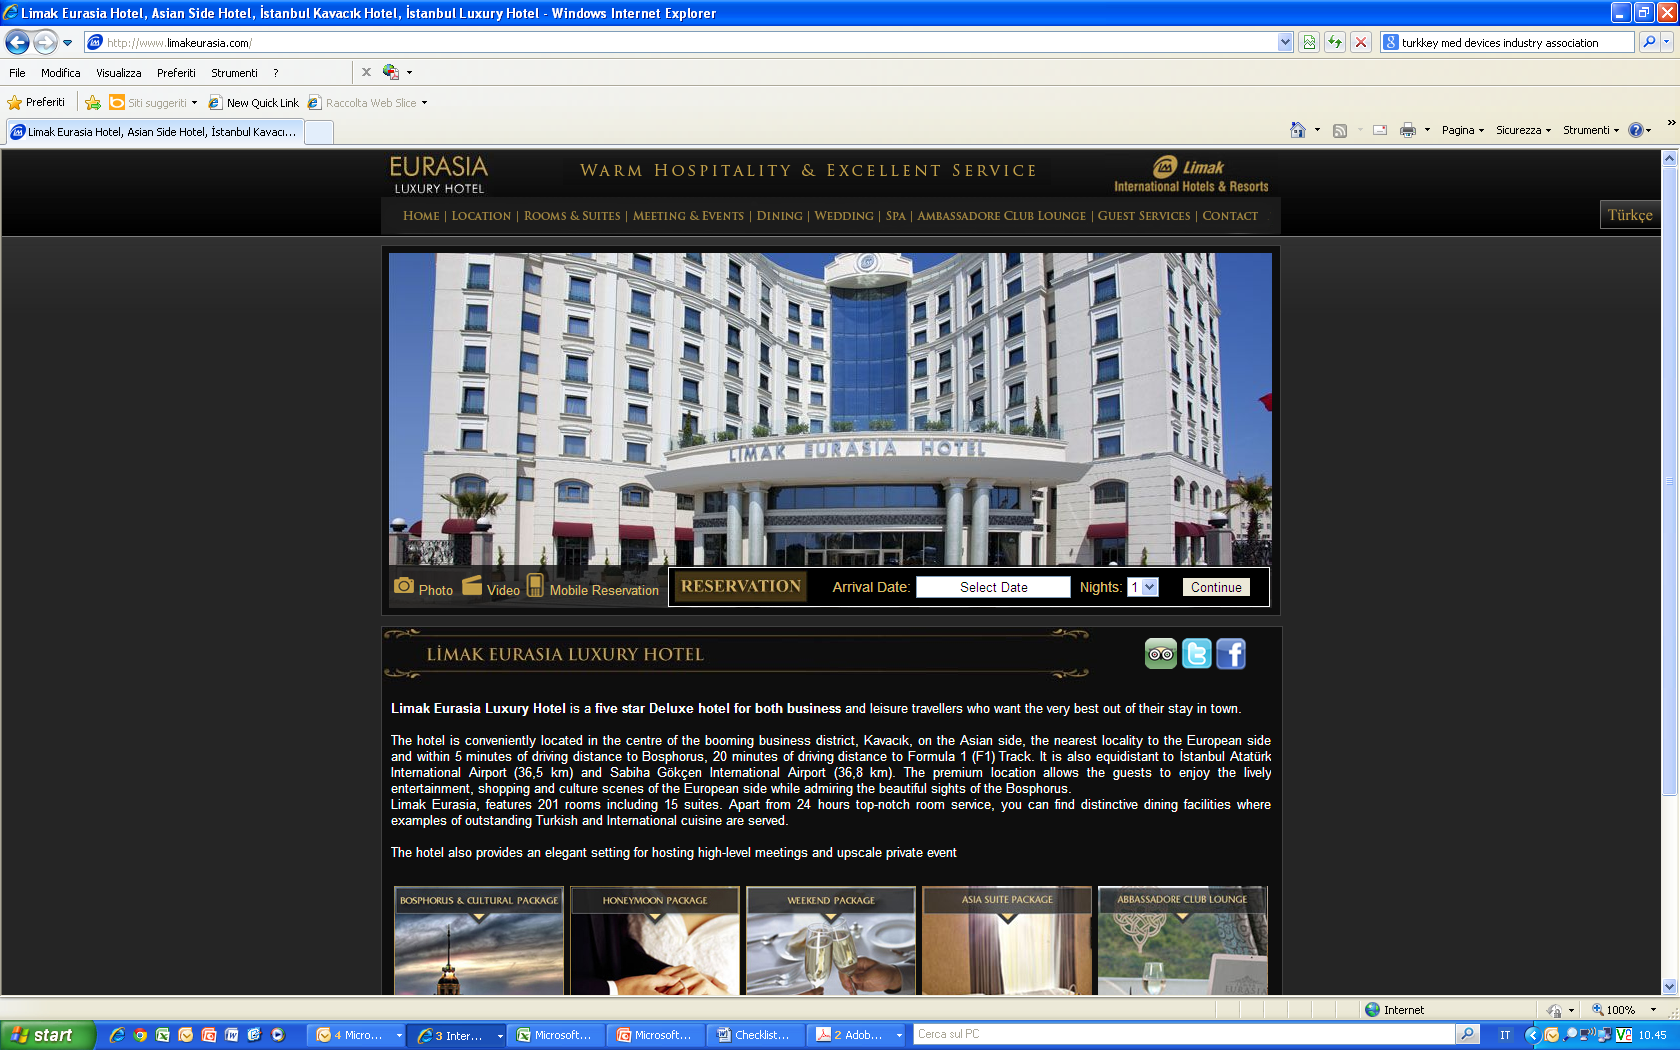 Limak Eurasia Hotel, Asian Side Hotel, İstanbul Kavacık Hotel, İstanbul Luxury Hotel - Windows Internet Explorer
http://www.limakeurasia.com/
turkkey med devices industry association
File Modifica Visualizza Preferiti Strumenti ?
Preferiti Siti suggeriti New Quick Link Raccolta Web Slice
Limak Eurasia Hotel, Asian Side Hotel, İstanbul Kavacı...
Pagina Sicurezza Strumenti
EURASIA
LUXURY HOTEL
WARM HOSPITALITY & EXCELLENT SERVICE
Limak
International Hotels & Resorts
HOME | LOCATION | ROOMS & SUITES | MEETING & EVENTS | DINING | WEDDING | SPA | AMBASSADORE CLUB LOUNGE | GUEST SERVICES | CONTACT
Türkçe
LIMAK EURASIA HOTEL
Photo Video Mobile Reservation
RESERVATION Arrival Date: Select Date Nights: 1 Continue
LİMAK EURASIA LUXURY HOTEL
Limak Eurasia Luxury Hotel is a five star Deluxe hotel for both business and leisure travellers who want the very best out of their stay in town.
The hotel is conveniently located in the centre of the booming business district, Kavacık, on the Asian side, the nearest locality to the European side
and within 5 minutes of driving distance to Bosphorus, 20 minutes of driving distance to Formula 1 (F1) Track. It is also equidistant to İstanbul Atatürk
International Airport (36,5 km) and Sabiha Gökçen International Airport (36,8 km). The premium location allows the guests to enjoy the lively
entertainment, shopping and culture scenes of the European side while admiring the beautiful sights of the Bosphorus.
Limak Eurasia, features 201 rooms including 15 suites. Apart from 24 hours top-notch room service, you can find distinctive dining facilities where
examples of outstanding Turkish and International cuisine are served.
The hotel also provides an elegant setting for hosting high-level meetings and upscale private event
BOSPHORUS & CULTURAL PACKAGE
HONEYMOON PACKAGE
WEEKEND PACKAGE
ASIA SUITE PACKAGE
ABBASSADORE CLUB LOUNGE
Internet
100%
start
4 Micro...
3 Inter...
Microsoft...
Microsoft...
Checklist...
2 Adob...
Cerca sul PC
IT
10.45